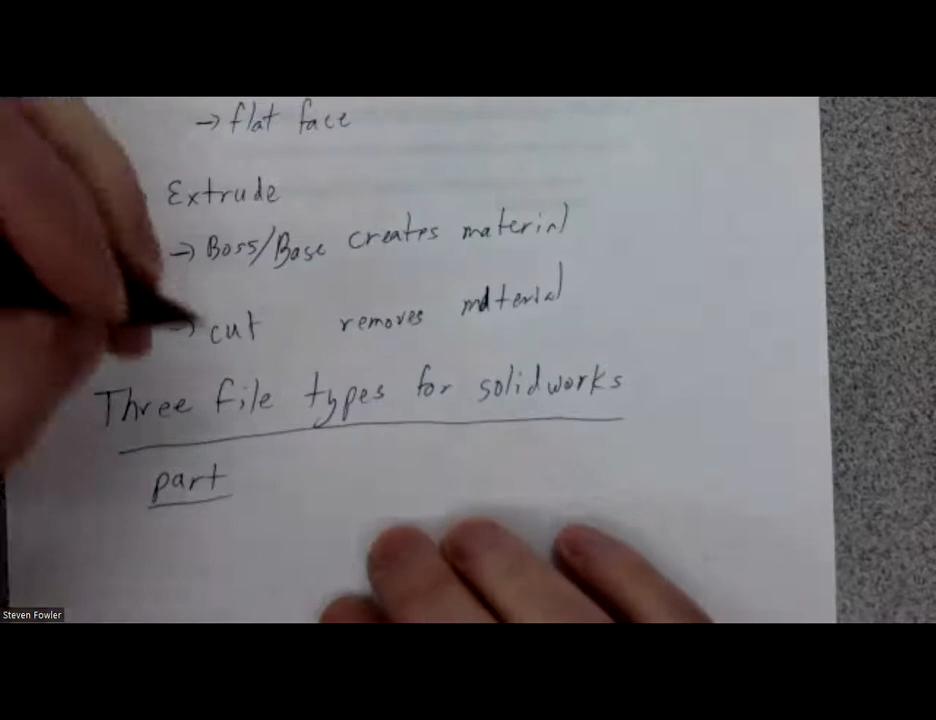 → flat face
Extrude
→ Boss/Base creates material
→ cut removes material
Three file types for solidworks
part
Steven Fowler